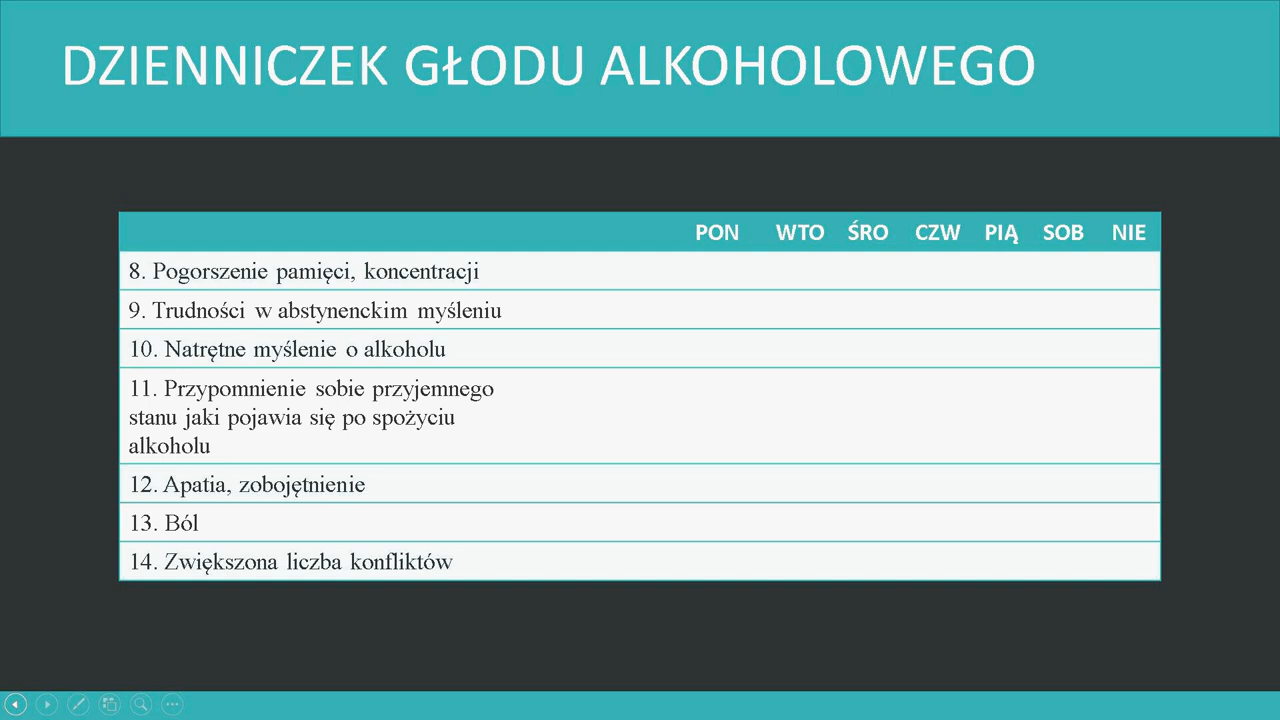 DZIENNICZEK GŁODU ALKOHOLOWEGO
PON WTO ŚRO CZW PIĄ SOB NIE
8. Pogorszenie pamięci, koncentracji
9. Trudności w abstynenckim myśleniu
10. Natrętne myślenie o alkoholu
11. Przypomnienie sobie przyjemnego
stanu jaki pojawia się po spożyciu
alkoholu
12. Apatia, zobojętnienie
13. Ból
14. Zwiększona liczba konfliktów